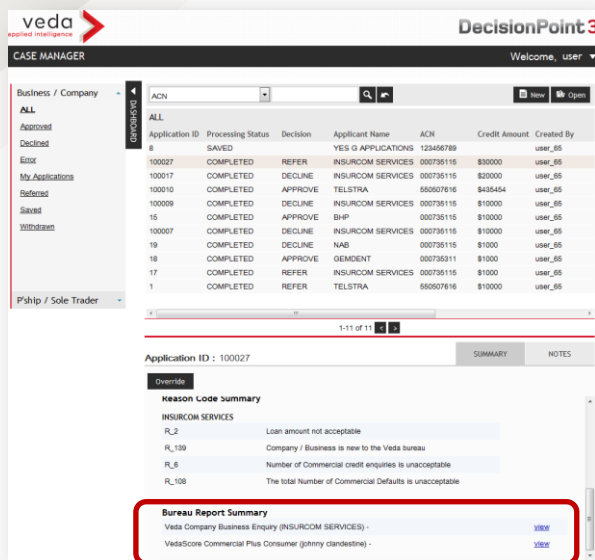 veda
applied intelligence
DecisionPoint 3
CASE MANAGER
Welcome, user
Business / Company
ALL
Approved
Declined
Error
My Applications
Referred
Saved
Withdrawn
P'ship / Sole Trader
DASHBOARD
ACN
New Open
ALL
Application ID Processing Status Decision Applicant Name ACN Credit Amount Created By
8 SAVED YES G APPLICATIONS 123456789 user_65
100027 COMPLETED REFER INSURCOM SERVICES 000735115 $30000 user_65
100017 COMPLETED DECLINE INSURCOM SERVICES 000735115 $20000 user_65
100010 COMPLETED APPROVE TELSTRA 550507616 $435454 user_65
100009 COMPLETED DECLINE INSURCOM SERVICES 000735115 $10000 user_65
15 COMPLETED APPROVE BHP 000735115 $10000 user_65
100007 COMPLETED DECLINE INSURCOM SERVICES 000735115 $10000 user_65
19 COMPLETED DECLINE NAB 000735115 $1000 user_65
18 COMPLETED APPROVE GEMDENT 000735311 $1000 user_65
17 COMPLETED REFER INSURCOM SERVICES 000735115 $1000 user_65
1 COMPLETED REFER TELSTRA 550507616 $10000 user_65
1-11 of 11 < >
Application ID : 100027
SUMMARY NOTES
Override
Reason Code Summary
INSURCOM SERVICES
R_2 Loan amount not acceptable
R_139 Company / Business is new to the Veda bureau
R_6 Number of Commercial credit enquiries is unacceptable
R_108 The total Number of Commercial Defaults is unacceptable
Bureau Report Summary
Veda Company Business Enquiry (INSURCOM SERVICES) - view
VedaScore Commercial Plus Consumer (johnny clandestine) - view